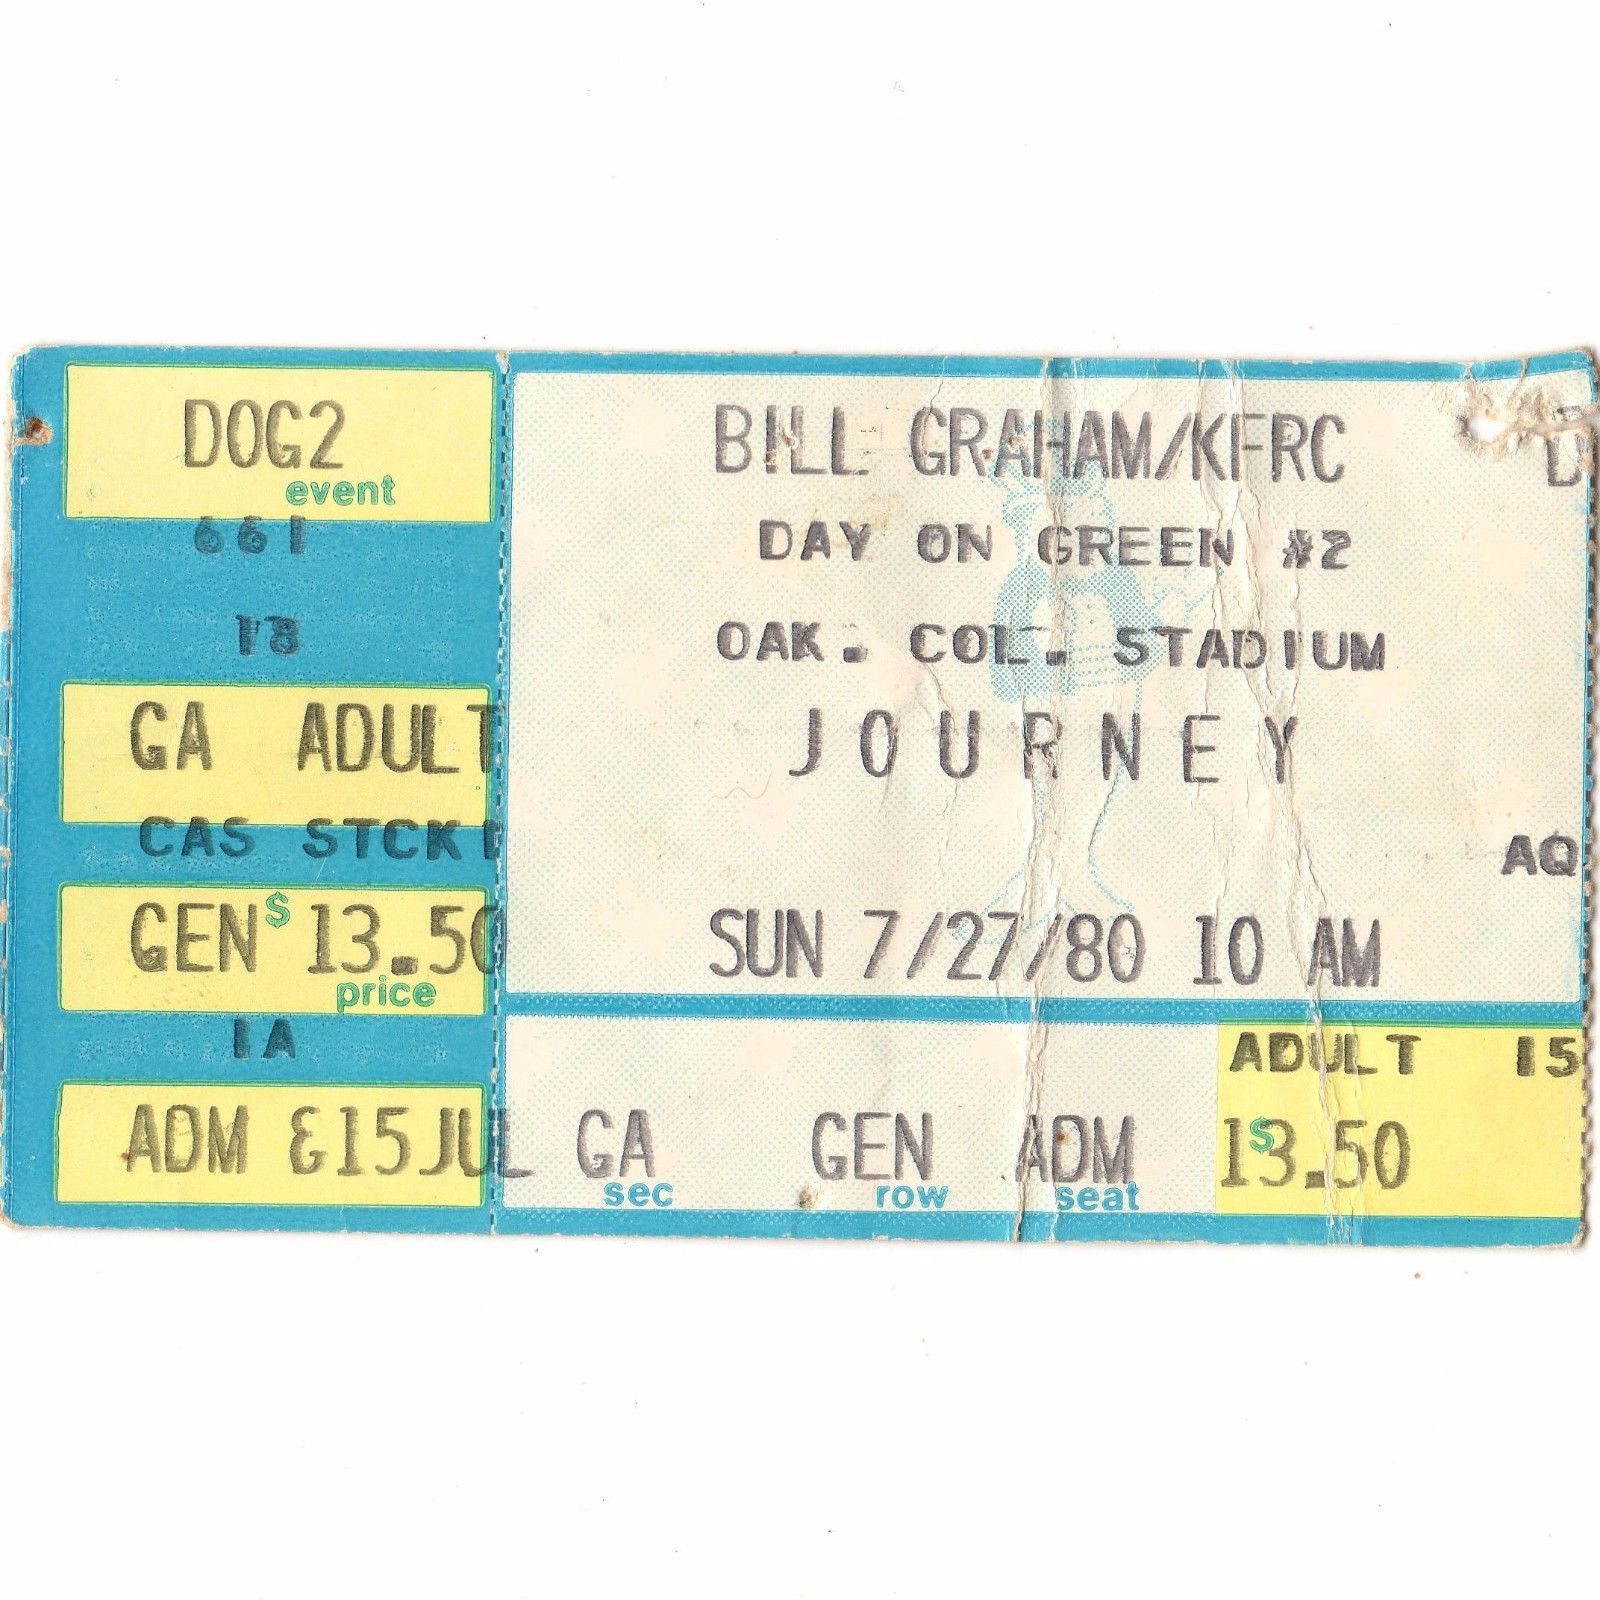 DOG2
event
661
18
GA ADULT
CAS STCKT
GEN $ 13.50
price
1A
ADM &15JUL
BILL GRAHAM/KFRC
DAY ON GREEN #2
OAK. COL. STADIUM
JOURNEY
AQ
SUN 7/27/80 10 AM
GA GEN ADM
sec row seat
ADULT 15
$13.50